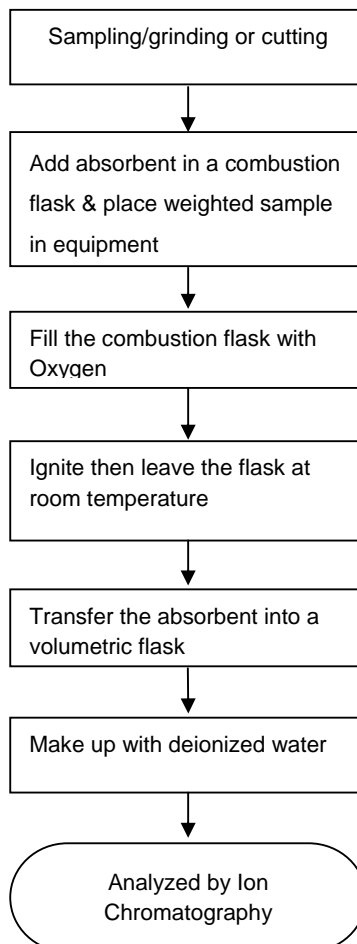 Sampling/grinding or cutting
Add absorbent in a combustion
flask & place weighted sample
in equipment
Fill the combustion flask with
Oxygen
Ignite then leave the flask at
room temperature
Transfer the absorbent into a
volumetric flask
Make up with deionized water
Analyzed by Ion
Chromatography